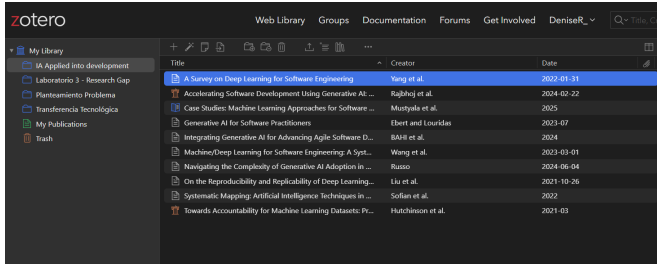 zotero
Web Library Groups Documentation Forums Get Involved DeniseR_ Title, C
My Library
IA Applied into development
Laboratorio 3 - Research Gap
Planteamiento Problema
Transferencia Tecnológica
My Publications
Trash
Title Creator Date
A Survey on Deep Learning for Software Engineering Yang et al. 2022-01-31
Accelerating Software Development Using Generative AI: ... Rajbhoj et al. 2024-02-22
Case Studies: Machine Learning Approaches for Software ... Mustyala et al. 2025
Generative AI for Software Practitioners Ebert and Louridas 2023-07
Integrating Generative AI for Advancing Agile Software D... BAHI et al. 2024
Machine/Deep Learning for Software Engineering: A Syst... Wang et al. 2023-03-01
Navigating the Complexity of Generative AI Adoption in ... Russo 2024-06-04
On the Reproducibility and Replicability of Deep Learning... Liu et al. 2021-10-26
Systematic Mapping: Artificial Intelligence Techniques in ... Sofian et al. 2022
Towards Accountability for Machine Learning Datasets: Pr... Hutchinson et al. 2021-03